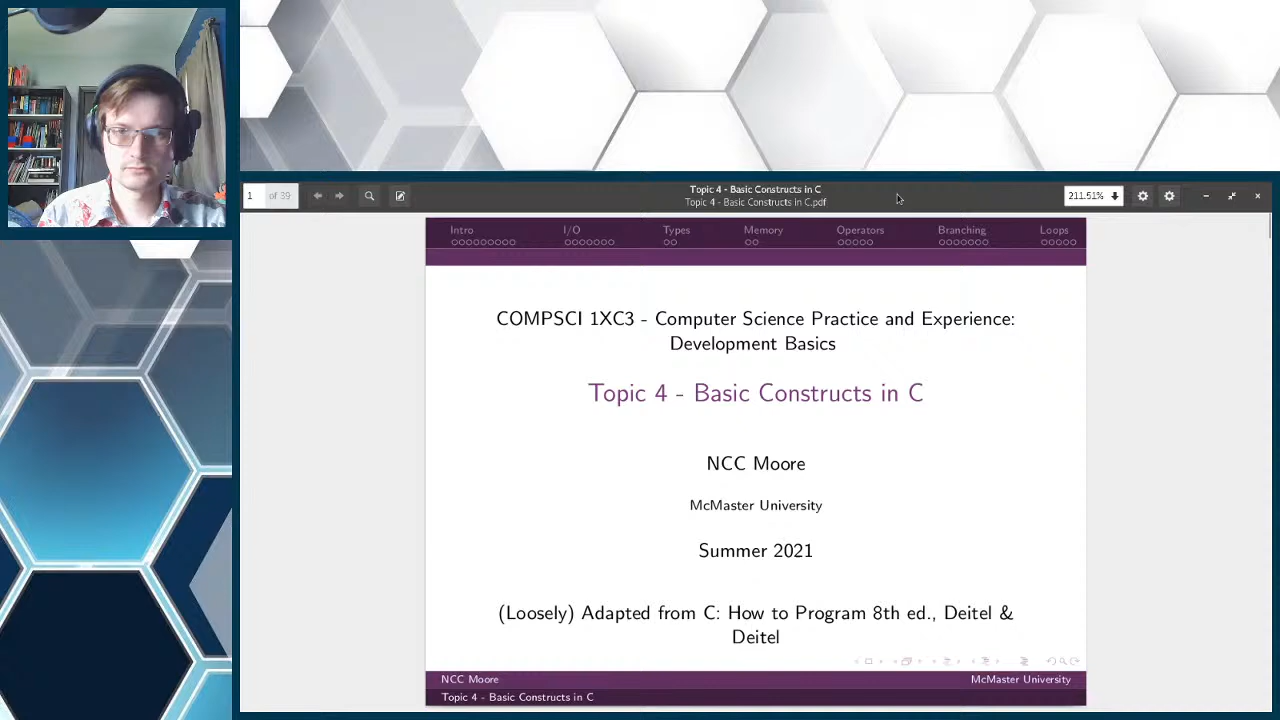 1 of 39
Topic 4 - Basic Constructs in C
Topic 4 - Basic Constructs in C.pdf
211.51%
Intro I/O Types Memory Operators Branching Loops
COMPSCI 1XC3 - Computer Science Practice and Experience:
Development Basics
Topic 4 - Basic Constructs in C
NCC Moore
McMaster University
Summer 2021
(Loosely) Adapted from C: How to Program 8th ed., Deitel &
Deitel
NCC Moore McMaster University
Topic 4 - Basic Constructs in C